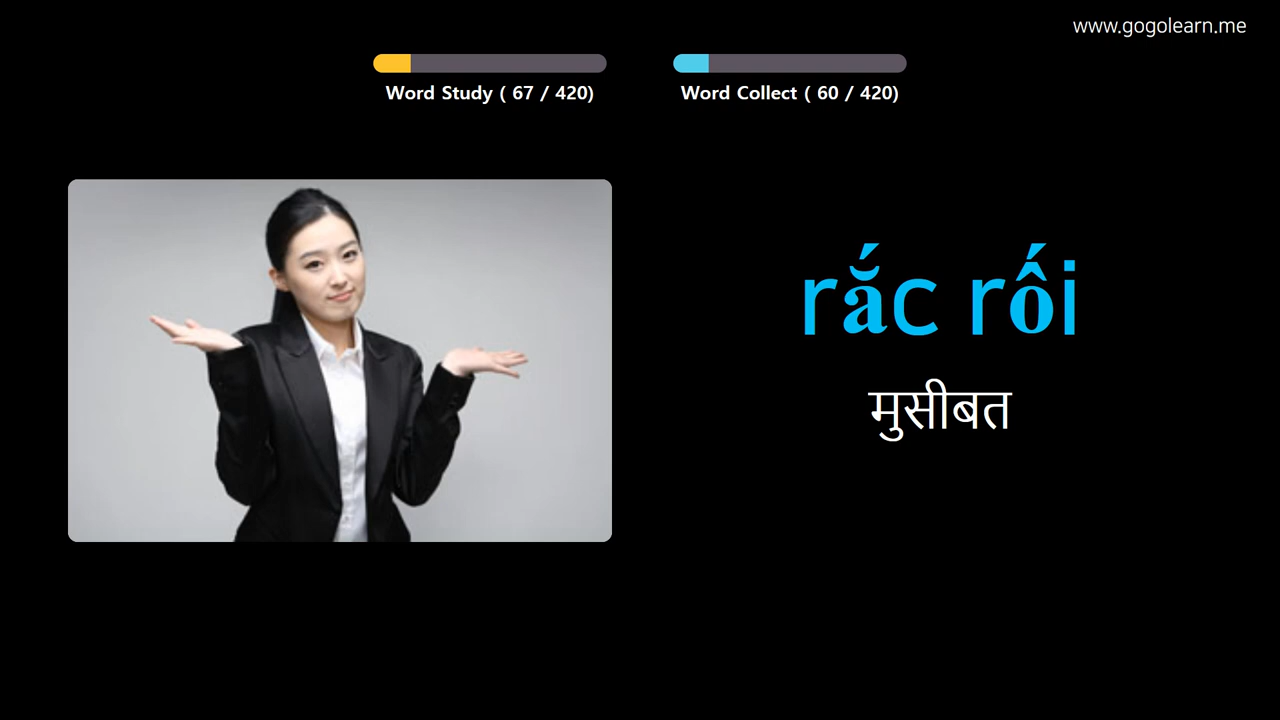 www.gogolearn.me
Word Study ( 67 / 420)
Word Collect ( 60 / 420)
rắc rối
मुसीबत